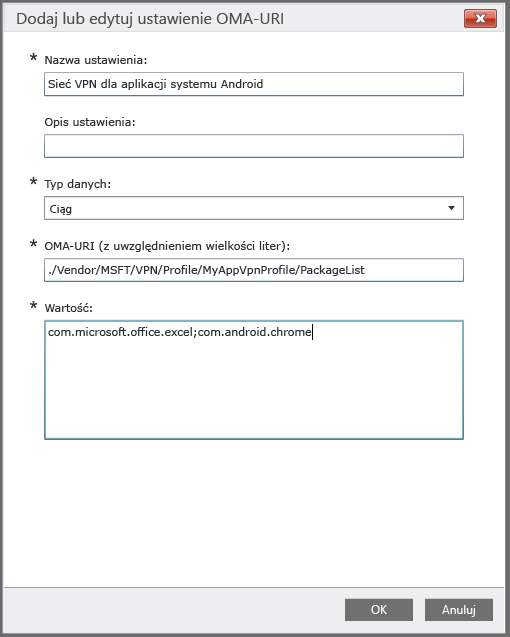 Dodaj lub edytuj ustawienie OMA-URI
* Nazwa ustawienia:
Sieć VPN dla aplikacji systemu Android
Opis ustawienia:
* Typ danych:
Ciąg
* OMA-URI (z uwzględnieniem wielkości liter):
./Vendor/MSFT/VPN/Profile/MyAppVpnProfile/PackageList
* Wartość:
com.microsoft.office.excel;com.android.chrome
OK Anuluj